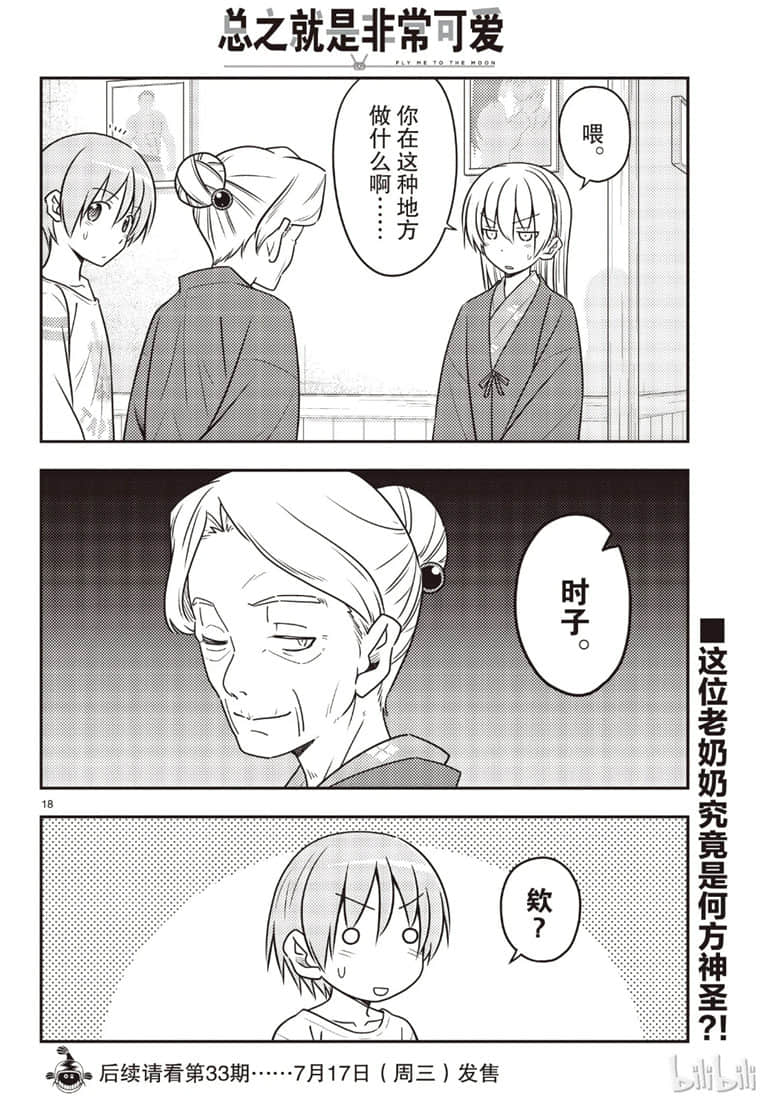 总之就是非常可爱
FLY ME TO THE MOON
喂。
你在这种地方
做什么啊……
时子。
18
欸？
■这位老奶奶究竟是何方神圣?!
后续请看第33期……7月17日（周三）发售
bilibili